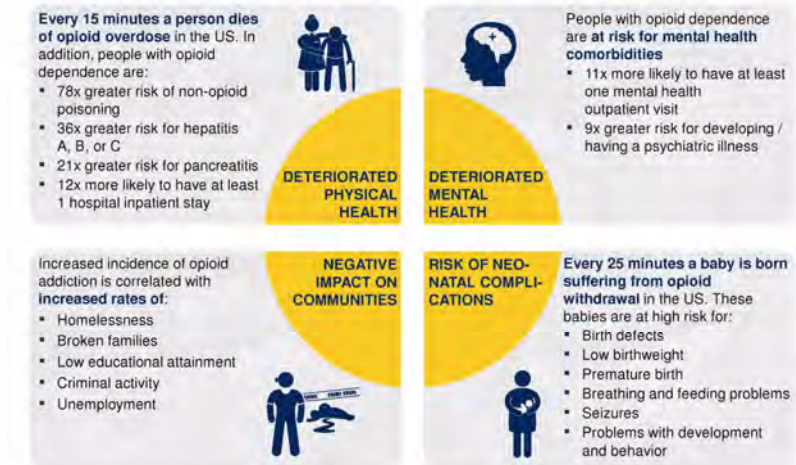 Every 15 minutes a person dies
of opioid overdose in the US. In
addition, people with opioid
dependence are:
▪ 78x greater risk of non-opioid
poisoning
▪ 36x greater risk for hepatitis
A, B, or C
▪ 21x greater risk for pancreatitis
▪ 12x more likely to have at least
1 hospital inpatient stay
DETERIORATED
PHYSICAL
HEALTH
DETERIORATED
MENTAL
HEALTH
People with opioid dependence
are at risk for mental health
comorbidities
▪ 11x more likely to have at least
one mental health
outpatient visit
▪ 9x greater risk for developing /
having a psychiatric illness
Increased incidence of opioid
addiction is correlated with
increased rates of:
▪ Homelessness
▪ Broken families
▪ Low educational attainment
▪ Criminal activity
▪ Unemployment
NEGATIVE
IMPACT ON
COMMUNITIES
RISK OF NEO-
NATAL COMPLI-
CATIONS
Every 25 minutes a baby is born
suffering from opioid
withdrawal in the US. These
babies are at high risk for:
▪ Birth defects
▪ Low birthweight
▪ Premature birth
▪ Breathing and feeding problems
▪ Seizures
▪ Problems with development
and behavior